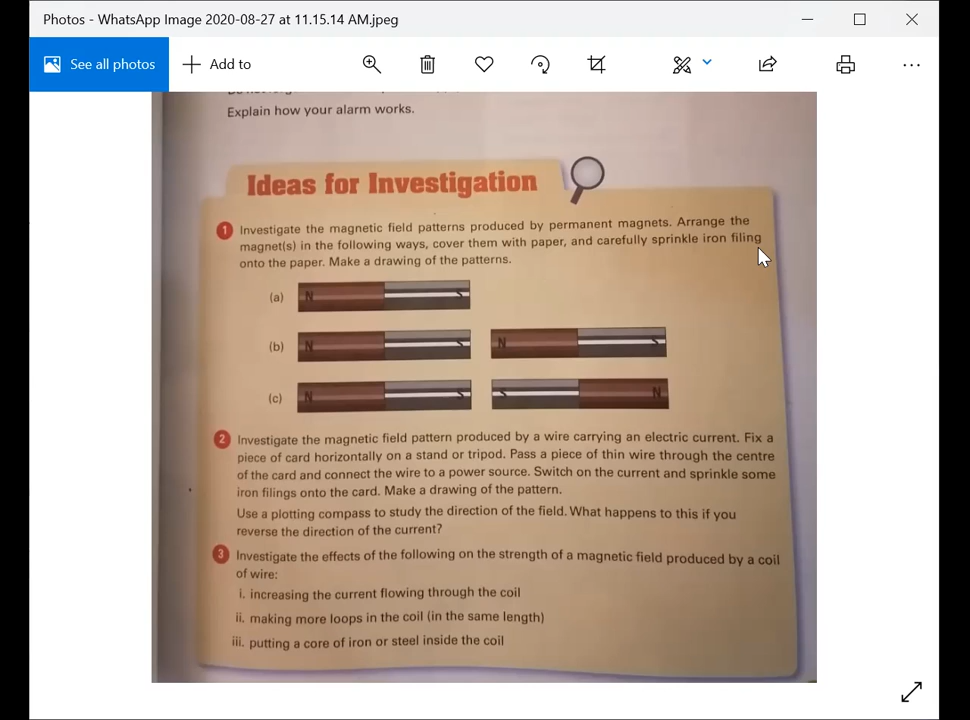 Photos - WhatsApp Image 2020-08-27 at 11.15.14 AM.jpeg
See all photos
Add to
Explain how your alarm works.
Ideas for Investigation
1 Investigate the magnetic field patterns produced by permanent magnets. Arrange the
magnet(s) in the following ways, cover them with paper, and carefully sprinkle iron filing
onto the paper. Make a drawing of the patterns.
(a) N S
(b) N S N S
(c) N S S N
2 Investigate the magnetic field pattern produced by a wire carrying an electric current. Fix a
piece of card horizontally on a stand or tripod. Pass a piece of thin wire through the centre
of the card and connect the wire to a power source. Switch on the current and sprinkle some
iron filings onto the card. Make a drawing of the pattern.
Use a plotting compass to study the direction of the field. What happens to this if you
reverse the direction of the current?
3 Investigate the effects of the following on the strength of a magnetic field produced by a coil
of wire:
i. increasing the current flowing through the coil
ii. making more loops in the coil (in the same length)
iii. putting a core of iron or steel inside the coil